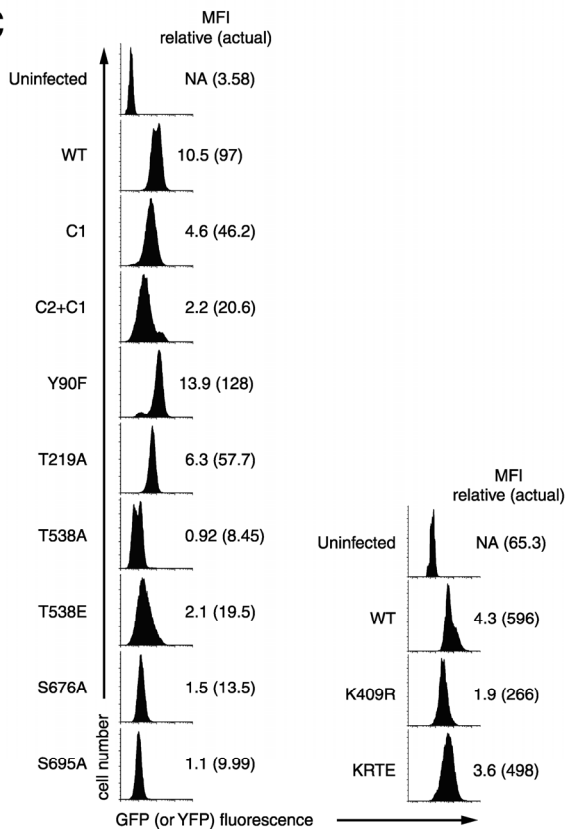 C
MFI
relative (actual)
Uninfected NA (3.58)
WT 10.5 (97)
C1 4.6 (46.2)
C2+C1 2.2 (20.6)
Y90F 13.9 (128)
T219A 6.3 (57.7)
T538A 0.92 (8.45)
T538E 2.1 (19.5)
S676A 1.5 (13.5)
S695A 1.1 (9.99)
cell number
GFP (or YFP) fluorescence
MFI
relative (actual)
Uninfected NA (65.3)
WT 4.3 (596)
K409R 1.9 (266)
KRTE 3.6 (498)